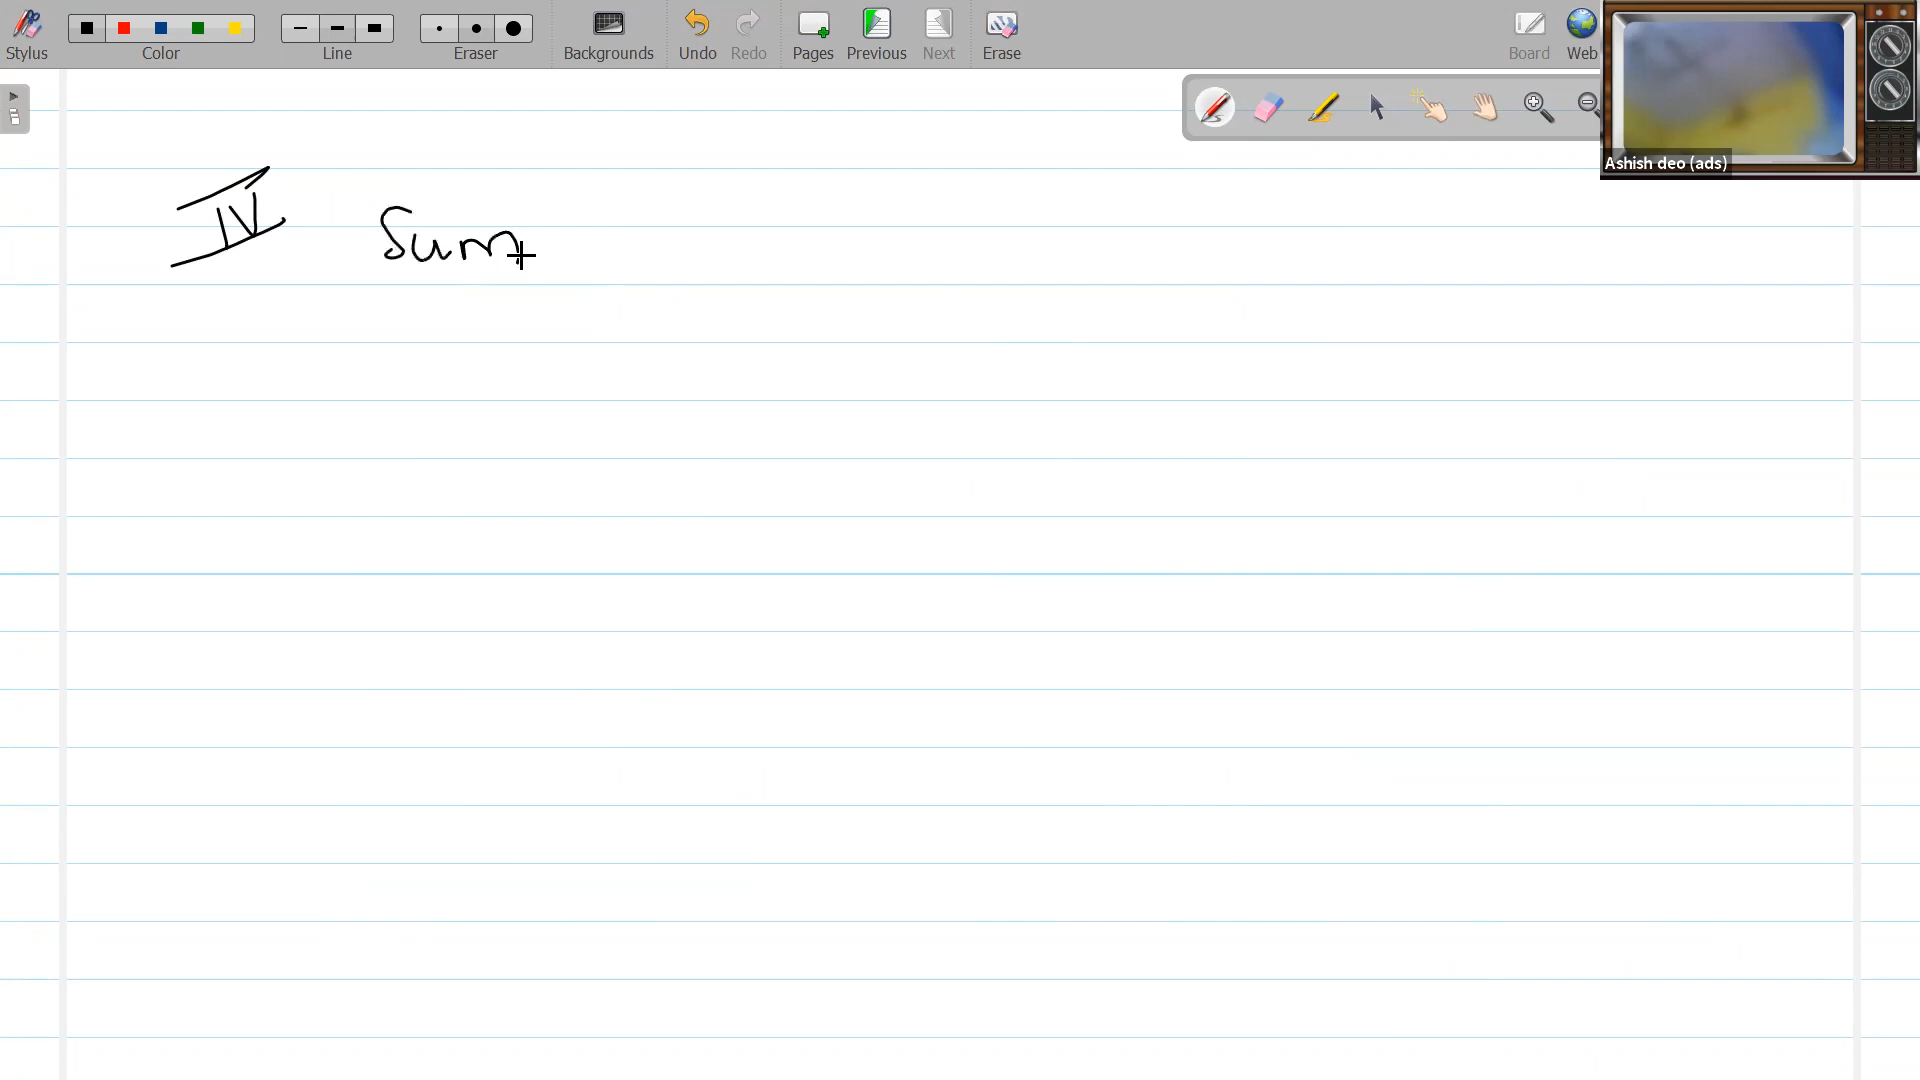 Stylus Color Line Eraser Backgrounds Undo Redo Pages Previous Next Erase Board Web
Ashish deo (ads)
IV Sum